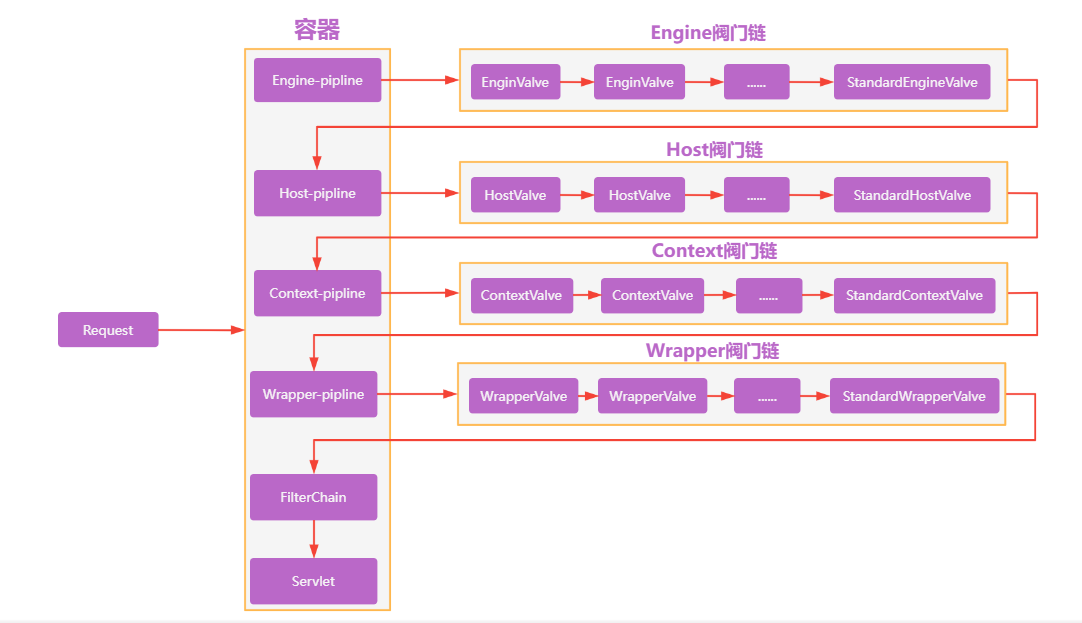 容器
Engine阀门链
Engine-pipline
EnginValve
EnginValve
......
StandardEngineValve
Host阀门链
Host-pipline
HostValve
HostValve
......
StandardHostValve
Context阀门链
Context-pipline
ContextValve
ContextValve
......
StandardContextValve
Request
Wrapper阀门链
Wrapper-pipline
WrapperValve
WrapperValve
......
StandardWrapperValve
FilterChain
Servlet